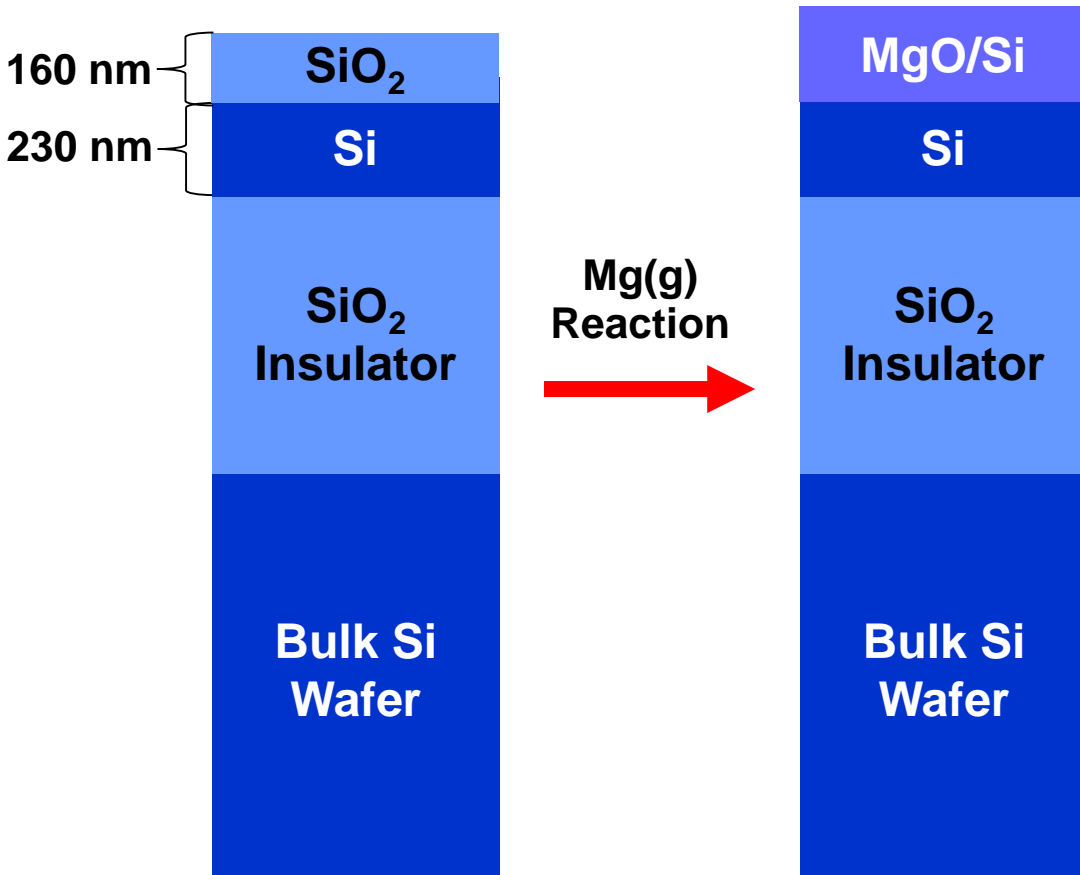 160 nm
SiO₂
230 nm
Si
SiO₂
Insulator
Bulk Si
Wafer
Mg(g)
Reaction
MgO/Si
Si
SiO₂
Insulator
Bulk Si
Wafer